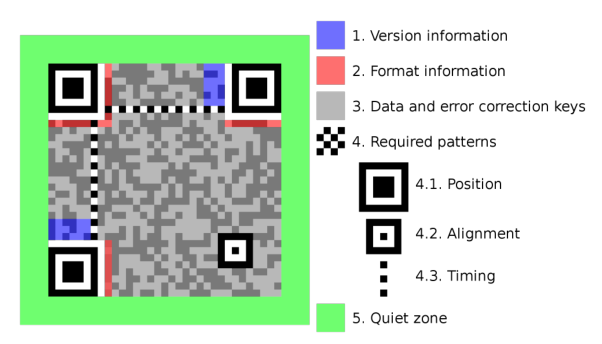 1. Version information
2. Format information
3. Data and error correction keys
4. Required patterns
4.1. Position
4.2. Alignment
4.3. Timing
5. Quiet zone